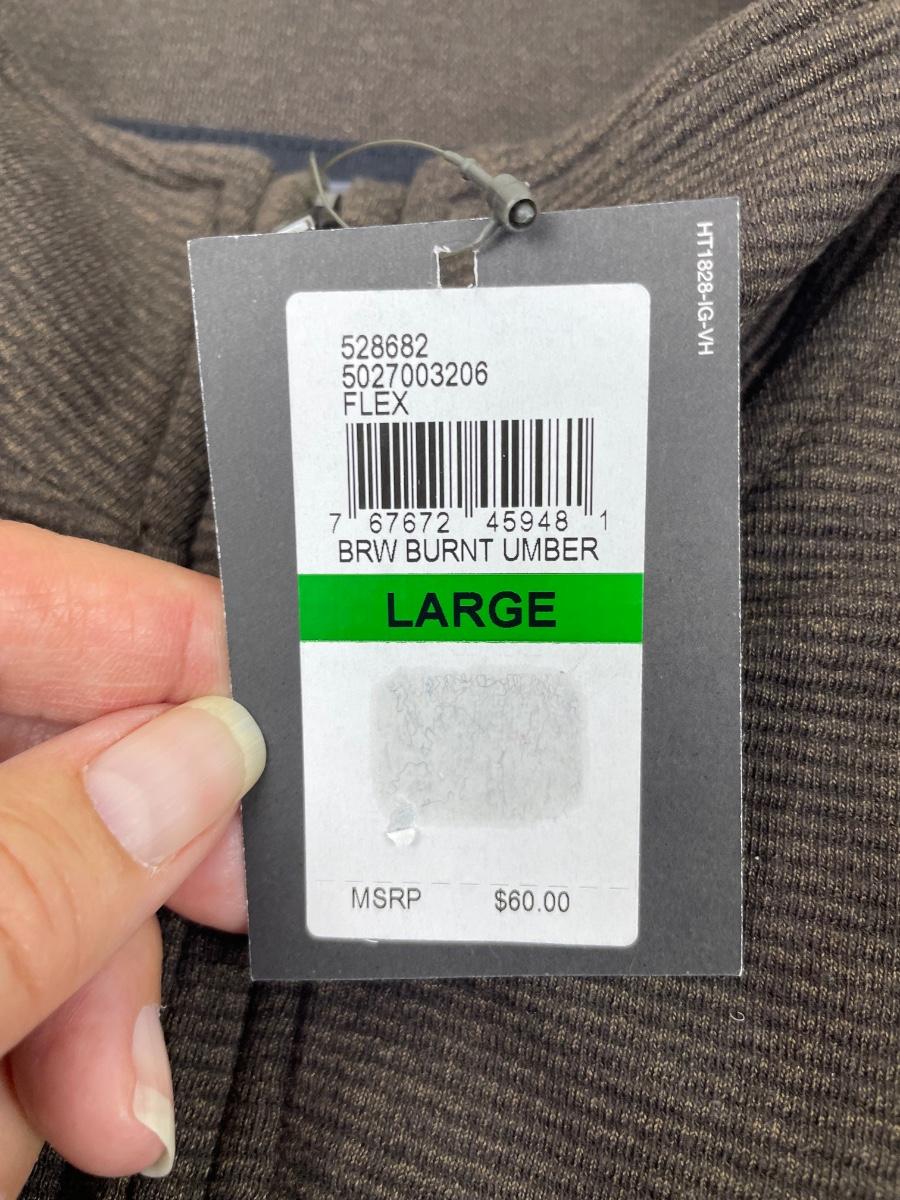 HT1828-IG-VH
528682
5027003206
FLEX
7 67672 45948 1
BRW BURNT UMBER
LARGE
MSRP $60.00